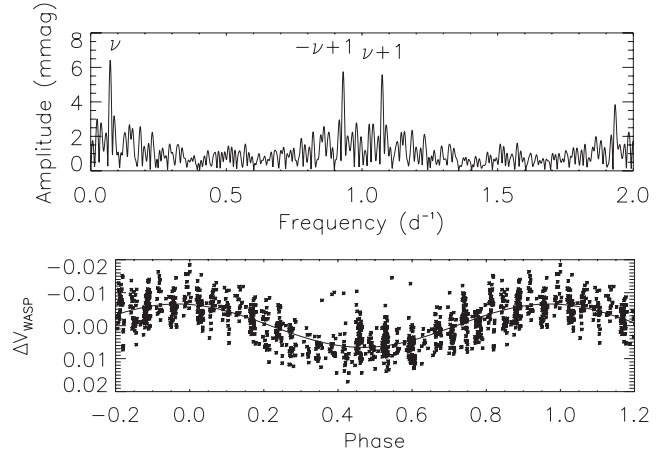 8
6
4
2
0
Amplitude (mmag)
ν
−ν+1
ν+1
0.0 0.5 1.0 1.5 2.0
Frequency (d⁻¹)
−0.02
−0.01
0.00
0.01
0.02
ΔV_WASP
−0.2 0.0 0.2 0.4 0.6 0.8 1.0 1.2
Phase